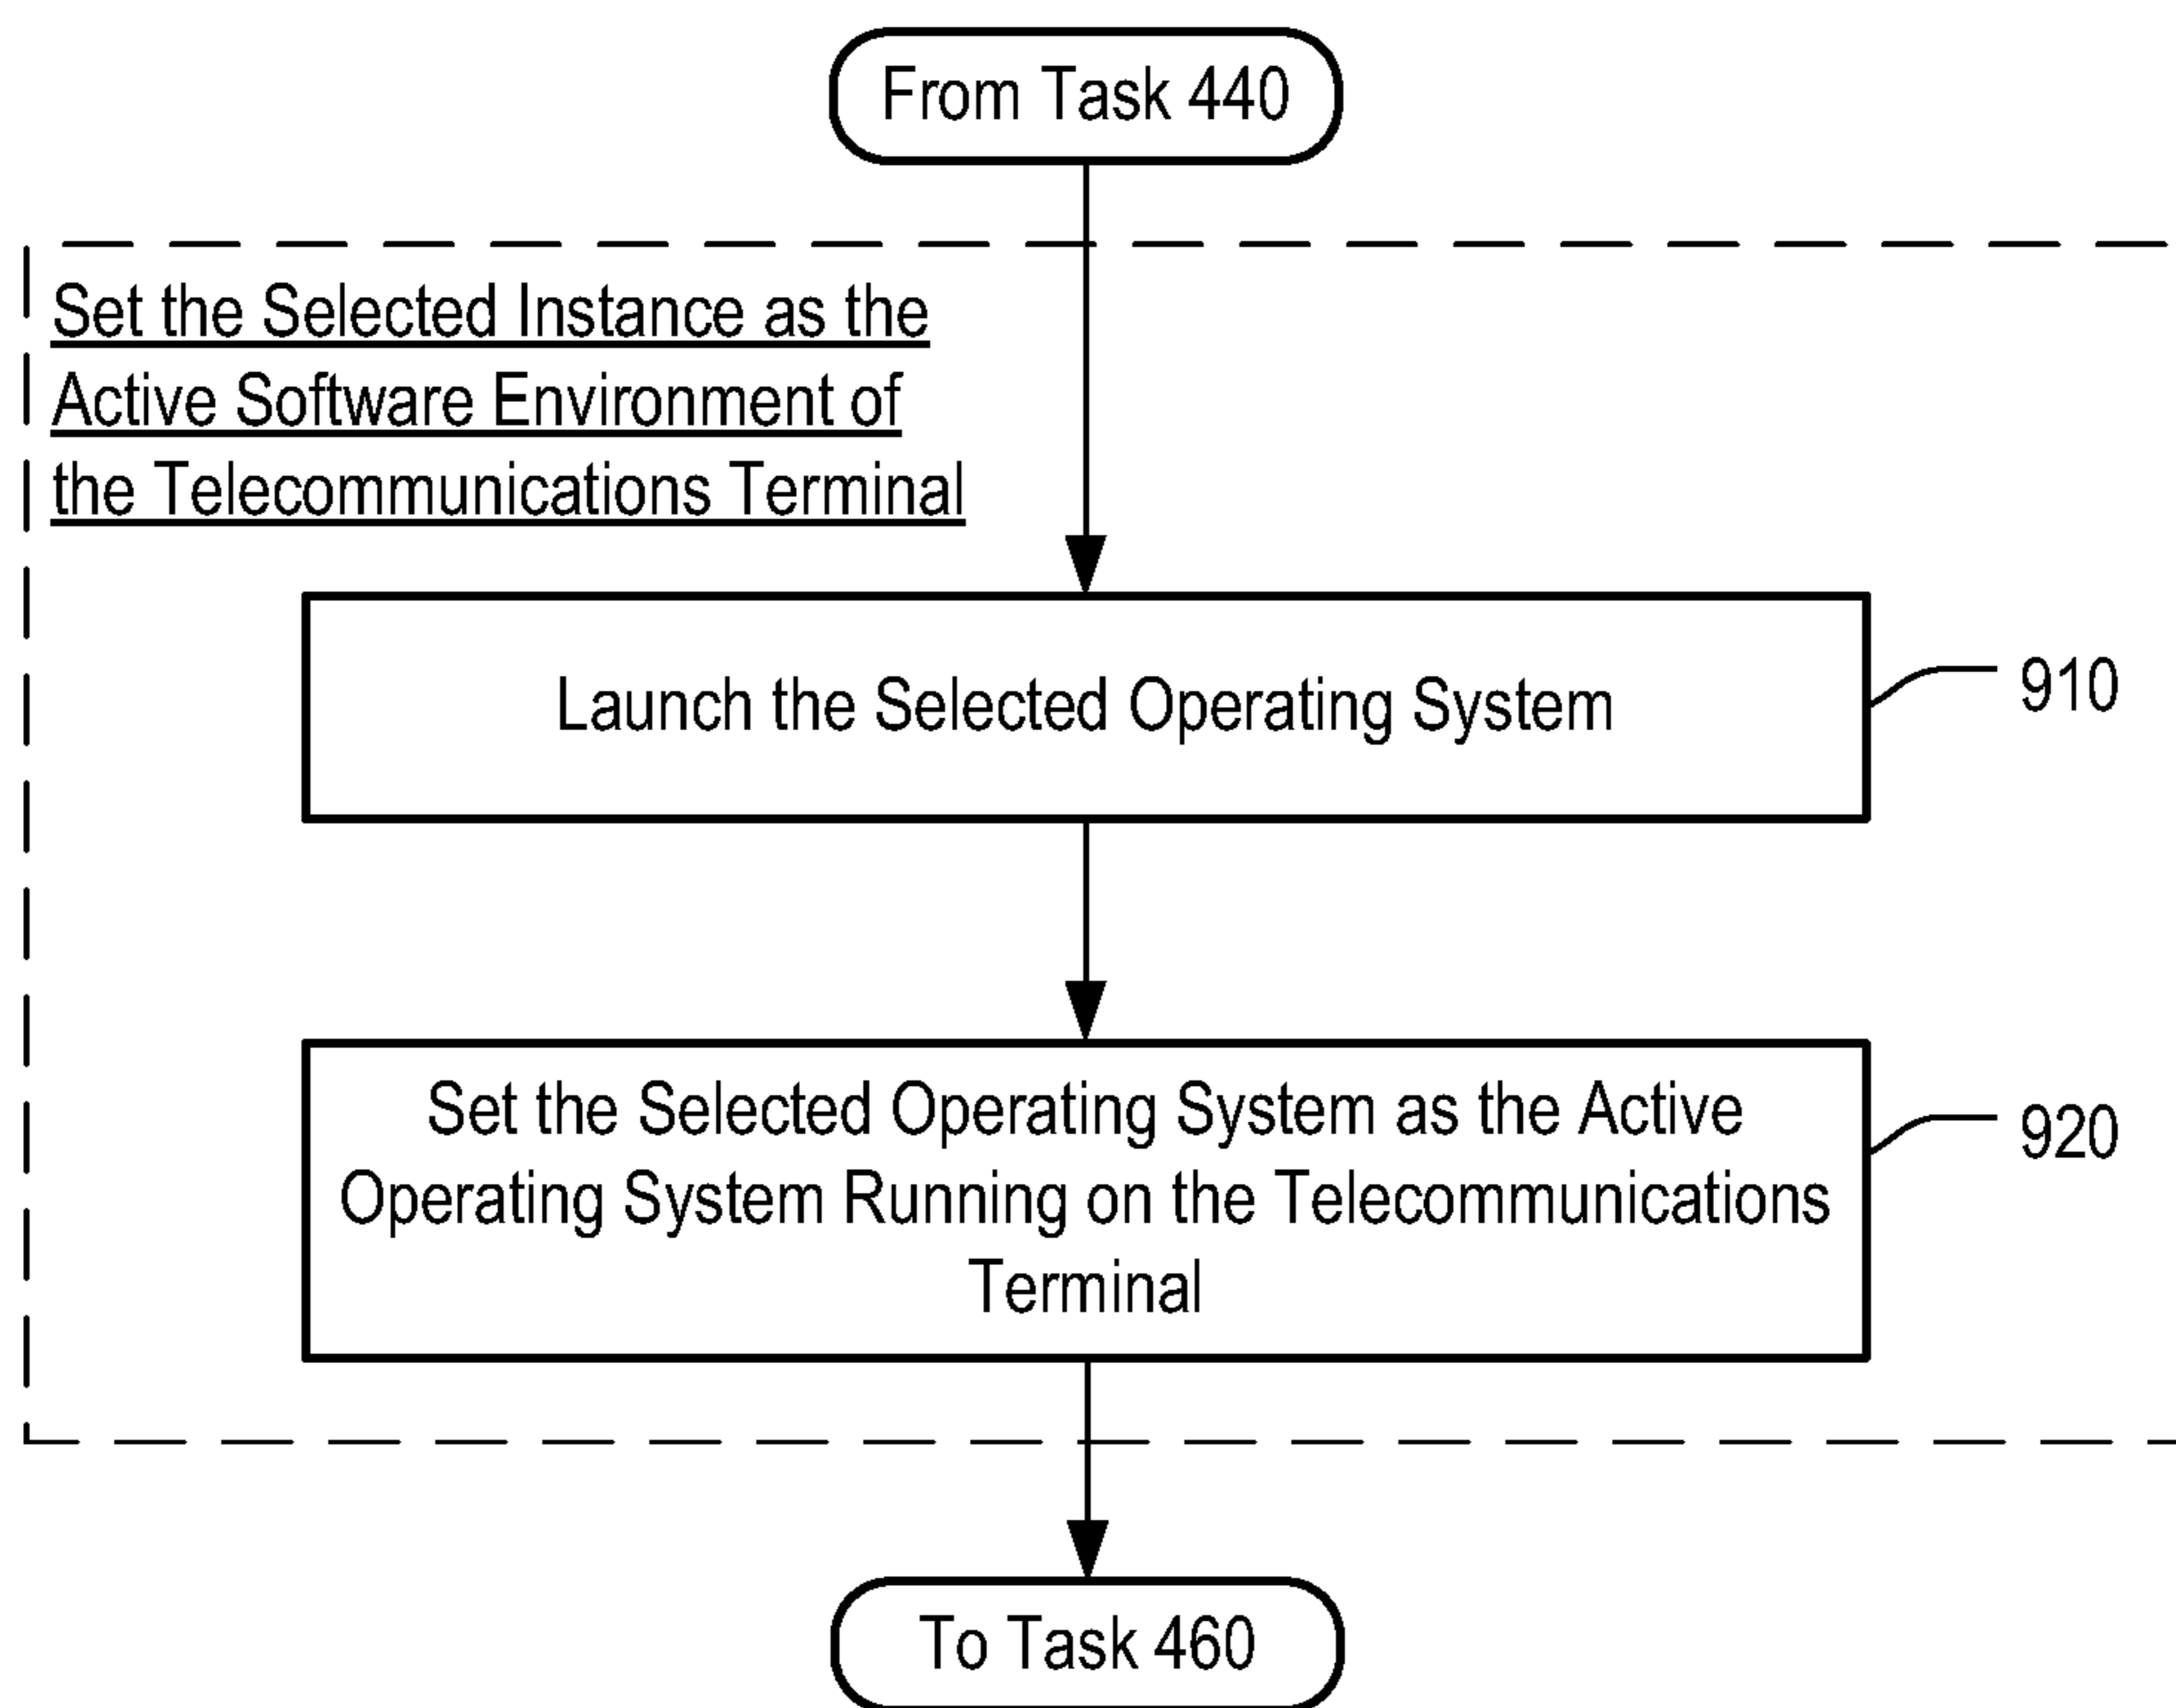 From Task 440
Set the Selected Instance as the
Active Software Environment of
the Telecommunications Terminal
Launch the Selected Operating System
910
Set the Selected Operating System as the Active
Operating System Running on the Telecommunications
Terminal
920
To Task 460